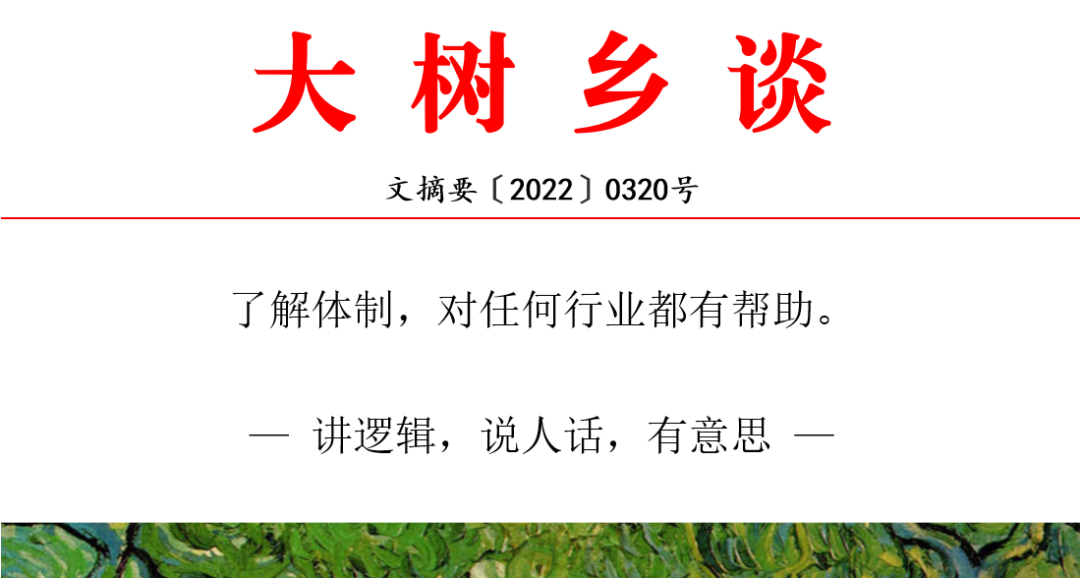 大树乡谈
文摘要〔2022〕0320号
了解体制，对任何行业都有帮助。
— 讲逻辑，说人话，有意思 —